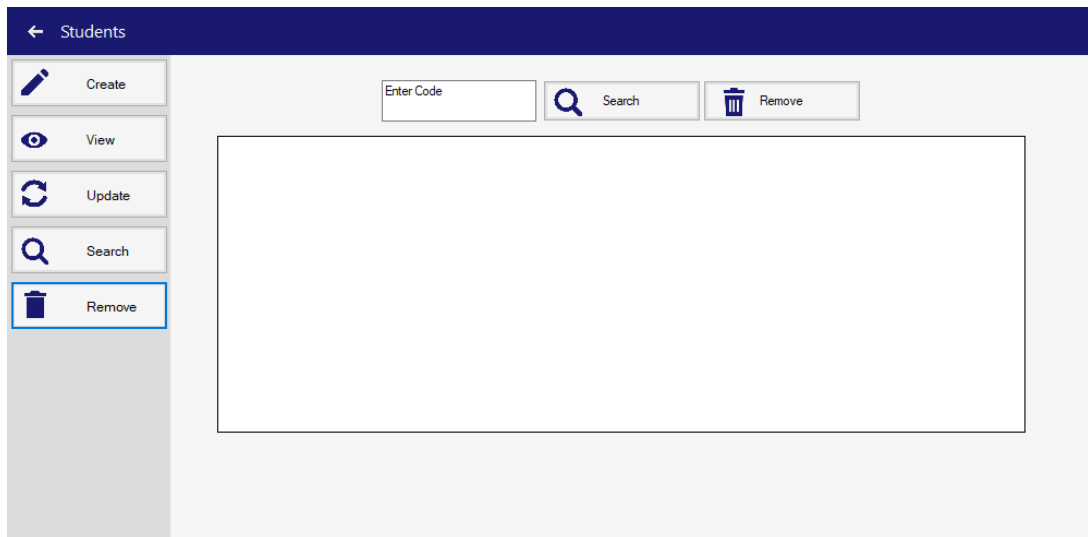 Students
Create
View
Update
Search
Remove
Enter Code
Search
Remove